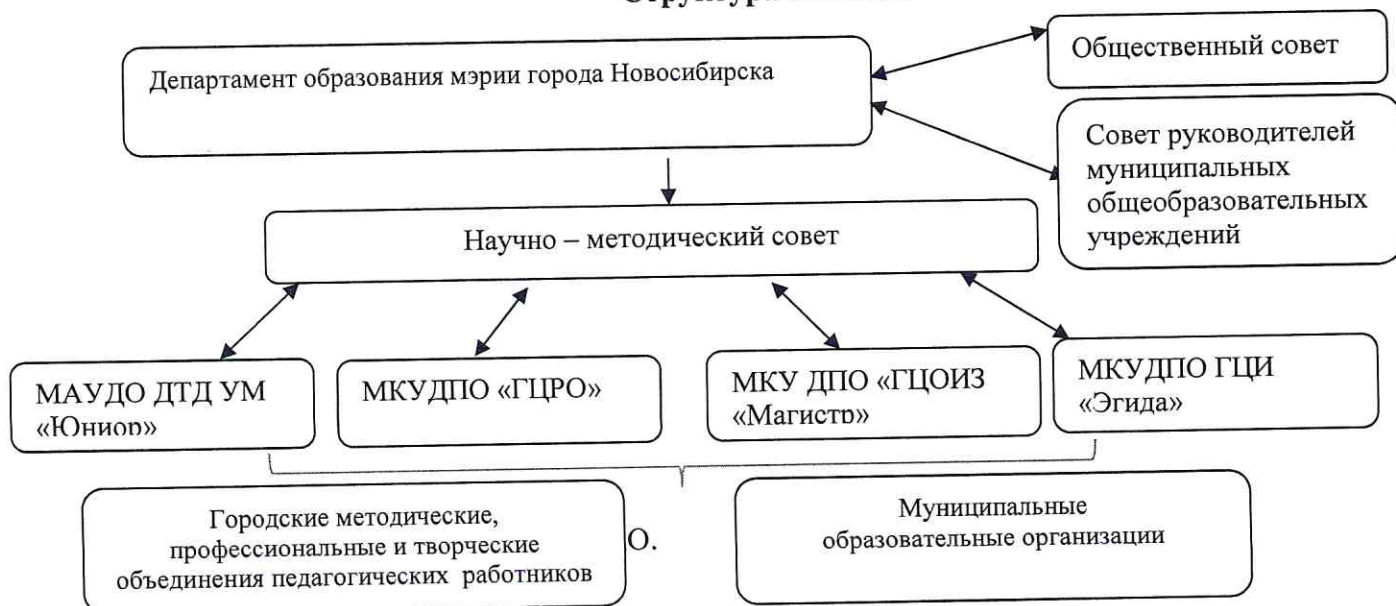 Структура
Департамент образования мэрии города Новосибирска
Общественный совет
Совет руководителей
муниципальных
общеобразовательных
учреждений
Научно – методический совет
МАУДО ДТД УМ
«Юниор»
МКУДПО «ГЦРО»
МКУ ДПО «ГЦОИЗ
«Магистр»
МКУДПО ГЦИ
«Эгида»
Городские методические,
профессиональные и творческие
объединения педагогических работников
О.
Муниципальные
образовательные организации